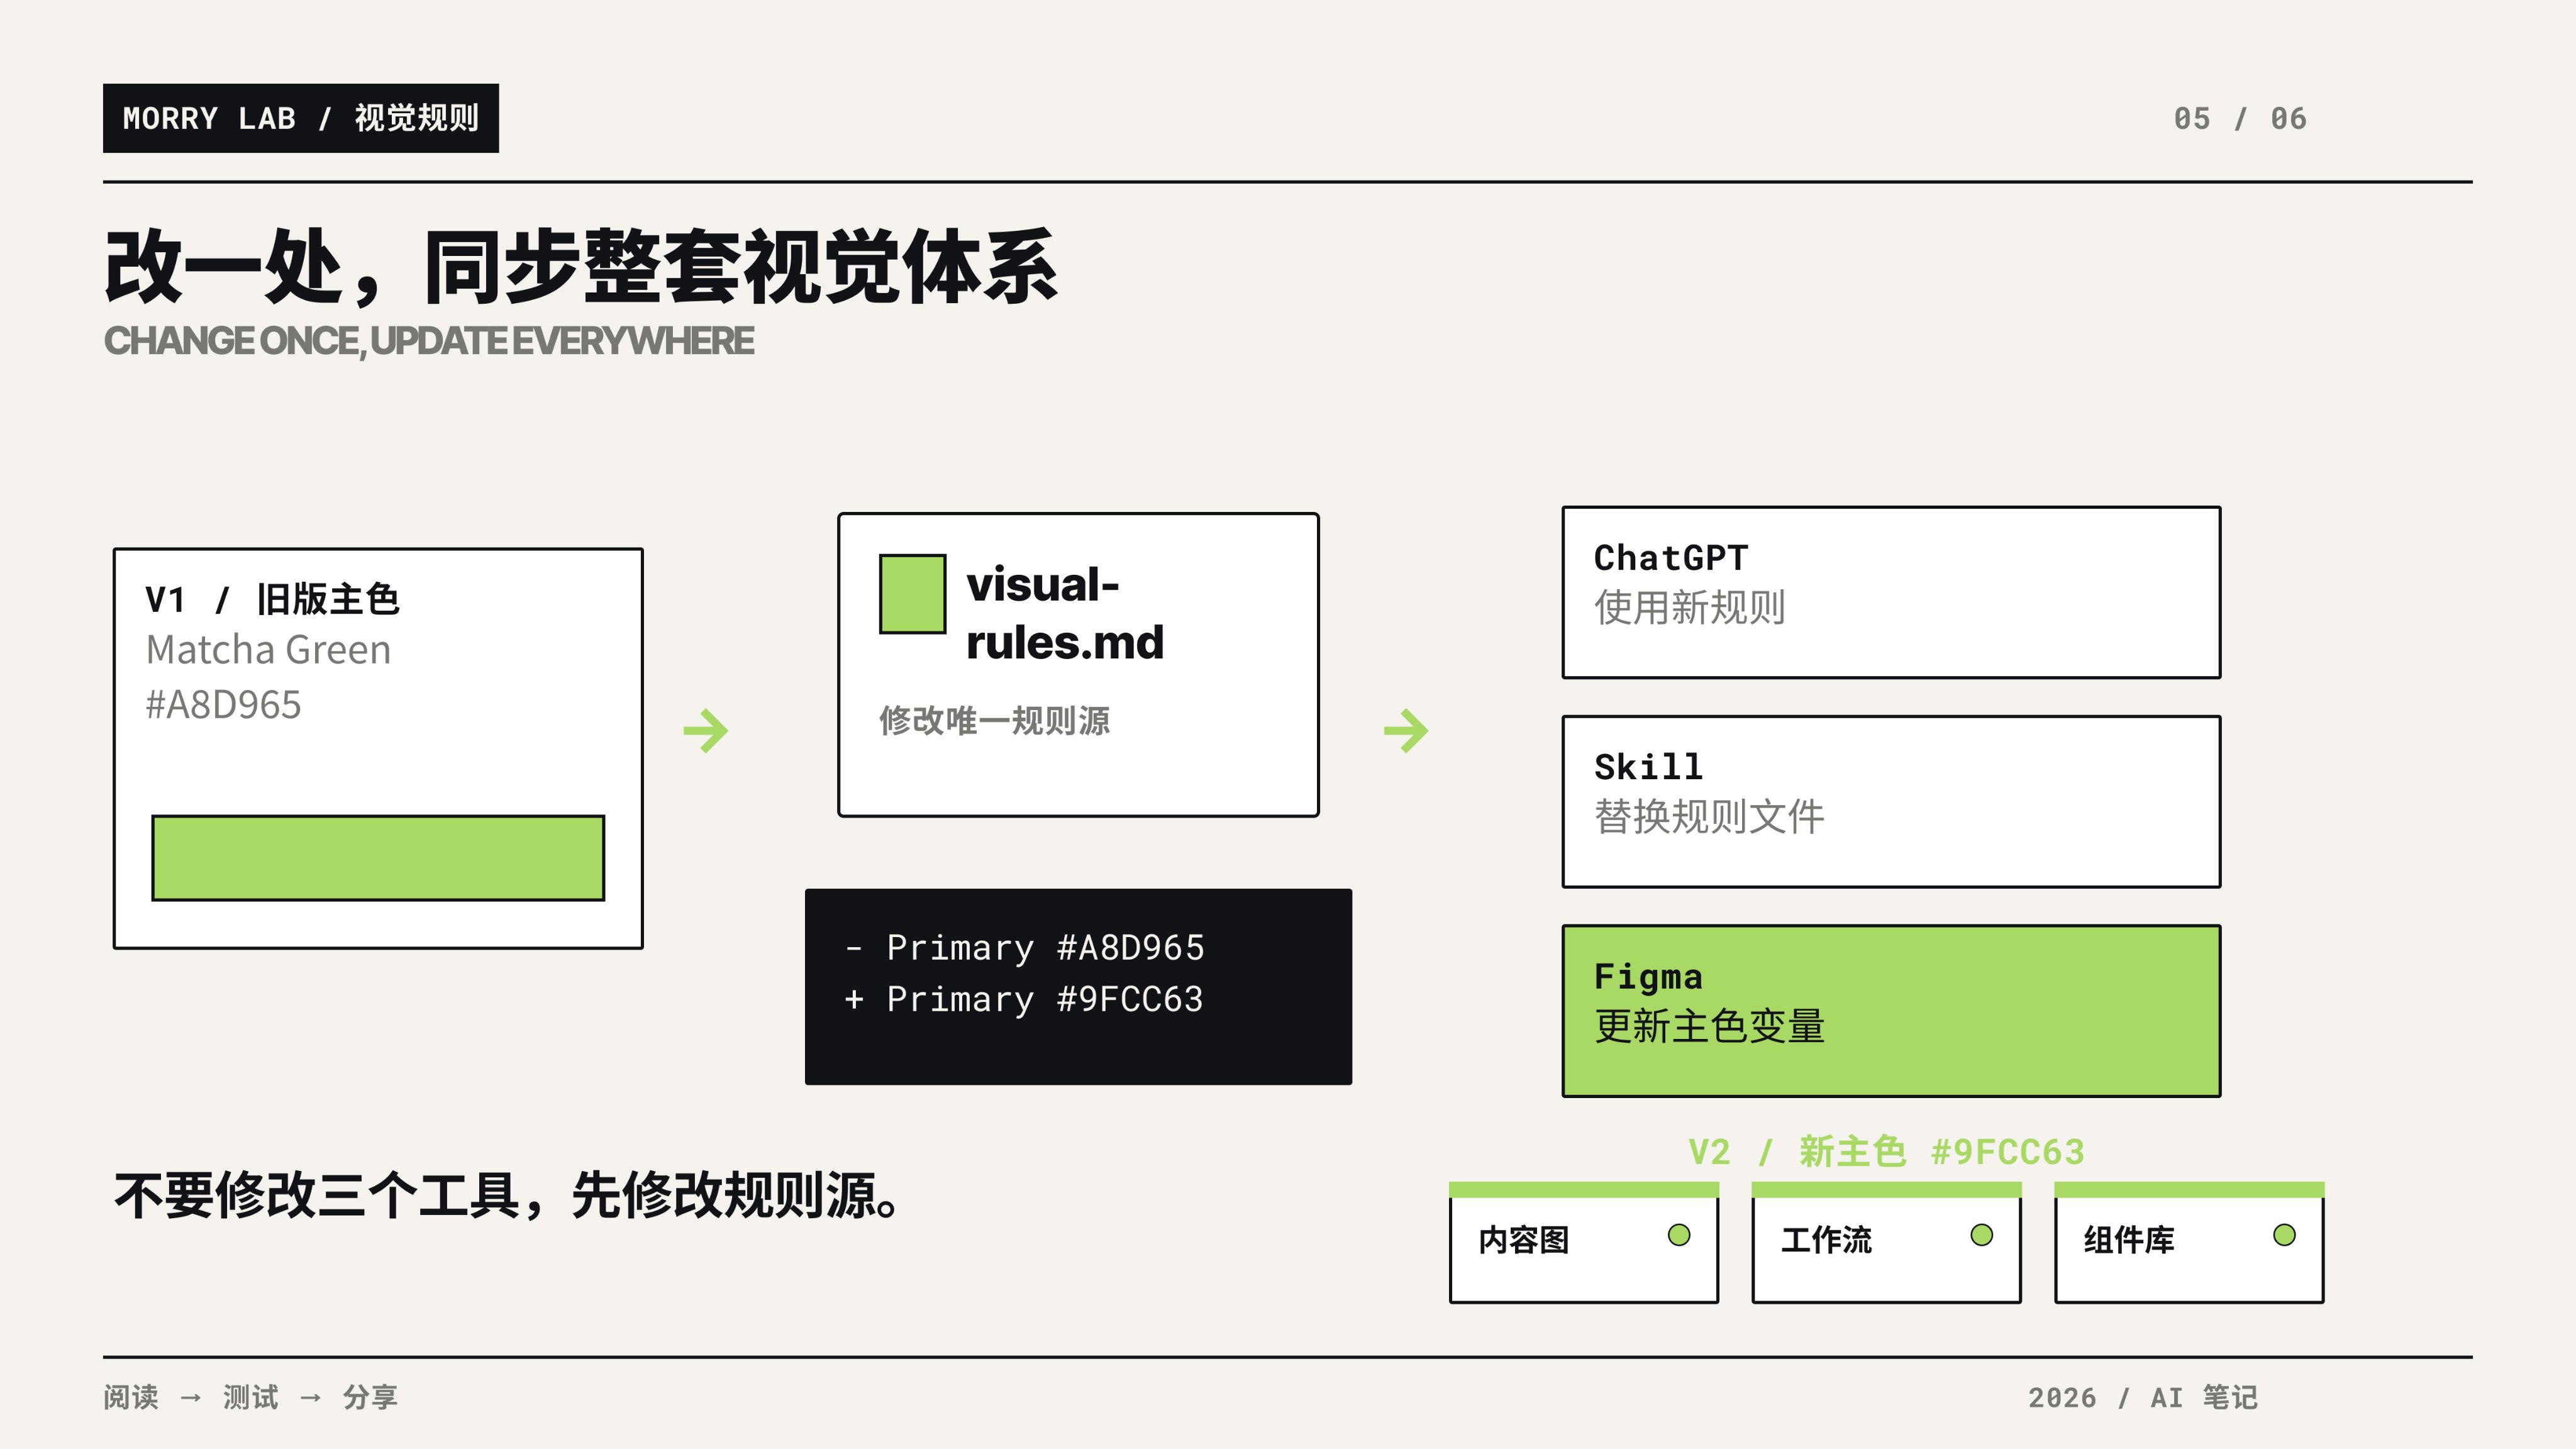 MORRY LAB / 视觉规则
05 / 06
改一处，同步整套视觉体系
CHANGE ONCE, UPDATE EVERYWHERE
V1 / 旧版主色
Matcha Green
#A8D965
→
visual-
rules.md
修改唯一规则源
- Primary #A8D965
+ Primary #9FCC63
→
ChatGPT
使用新规则
Skill
替换规则文件
Figma
更新主色变量
V2 / 新主色 #9FCC63
内容图
工作流
组件库
不要修改三个工具，先修改规则源。
阅读 → 测试 → 分享
2026 / AI 笔记